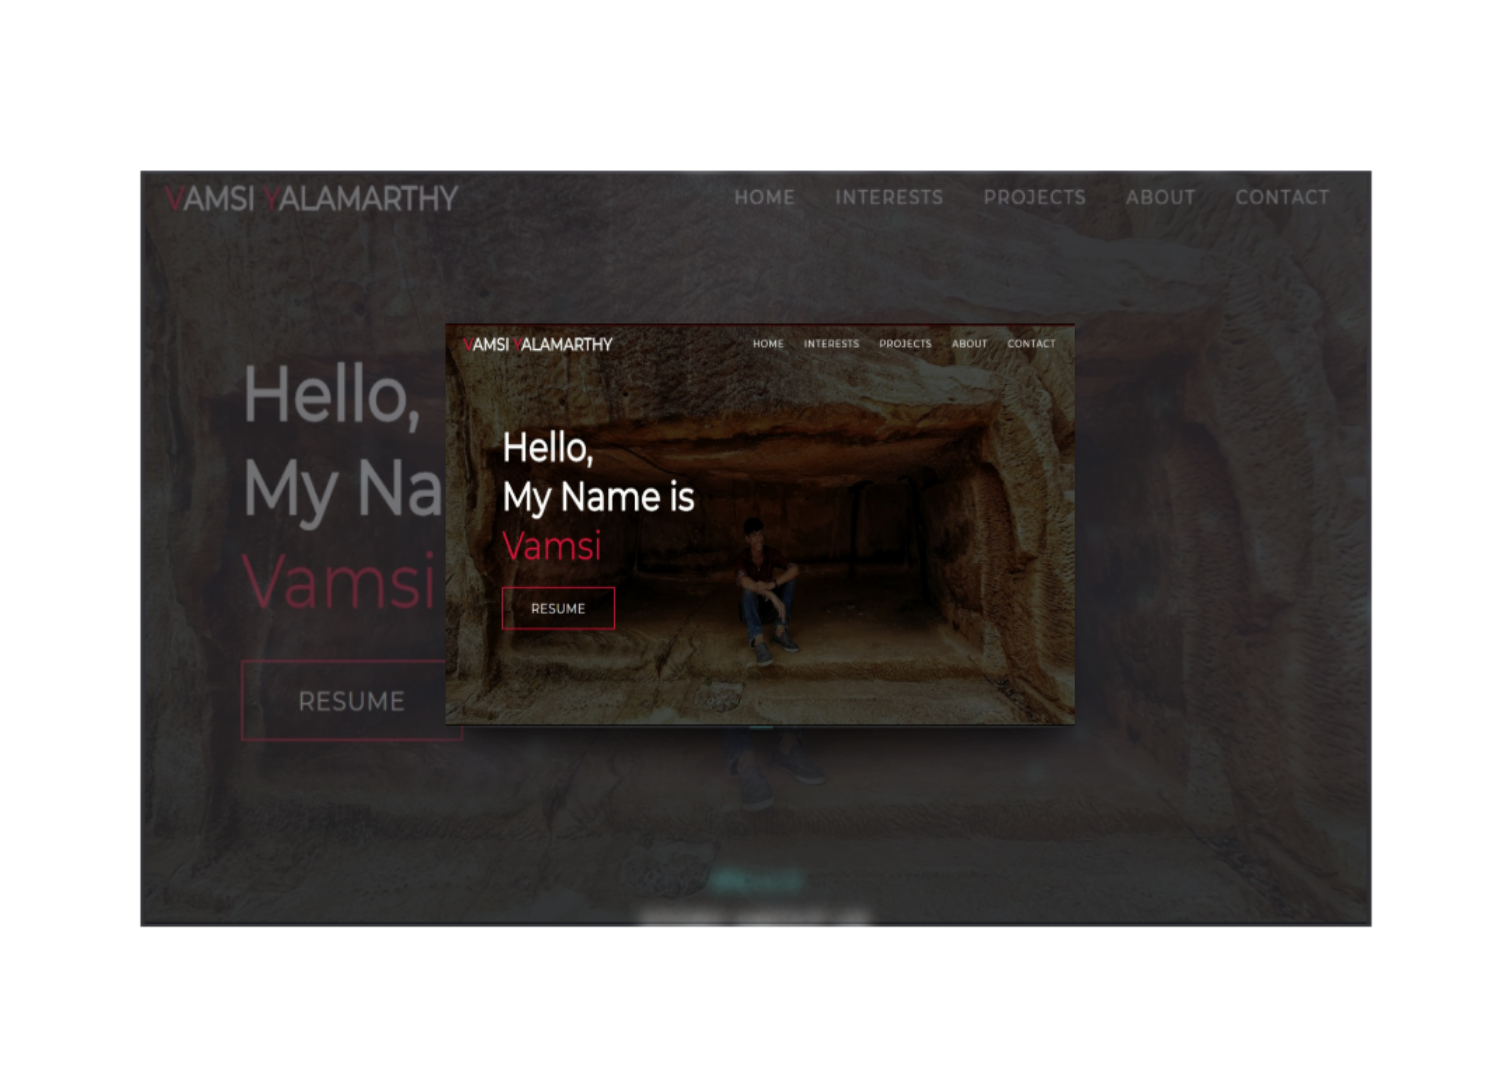 VAMSI YALAMARTHY HOME INTERESTS PROJECTS ABOUT CONTACT
Hello,
My Na
Vamsi
RESUME
VAMSI YALAMARTHY HOME INTERESTS PROJECTS ABOUT CONTACT
Hello,
My Name is
Vamsi
RESUME